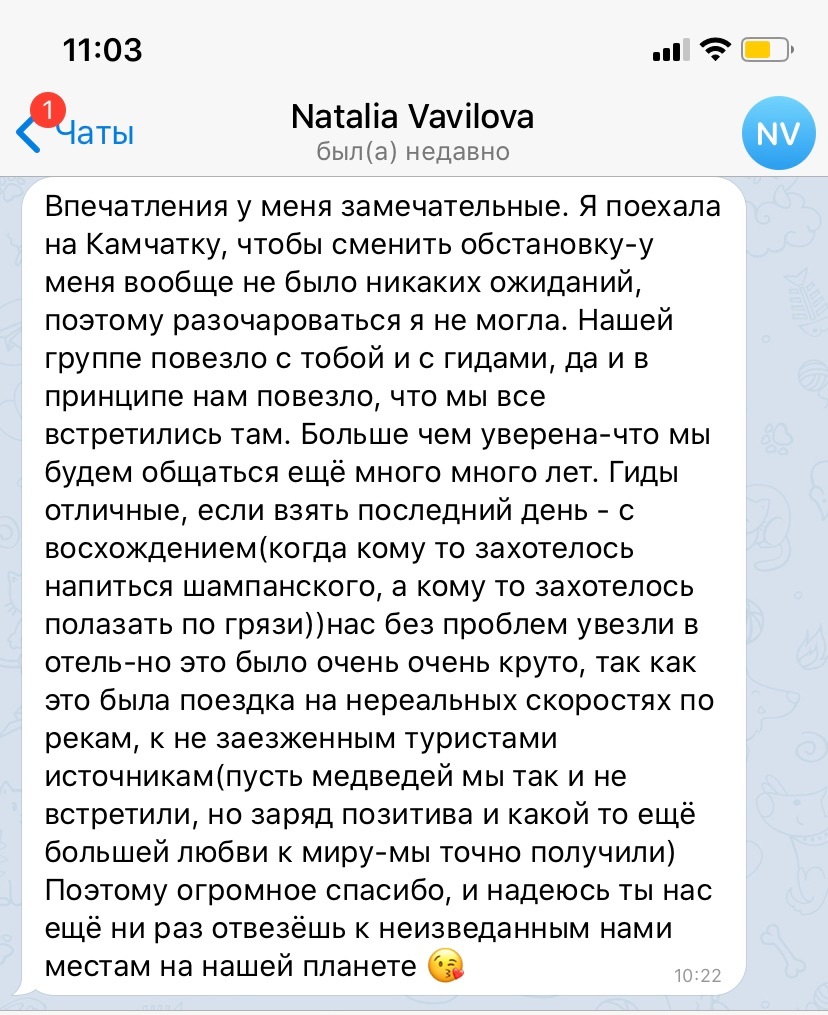 11:03
1
Чаты
Natalia Vavilova
был(а) недавно
NV
Впечатления у меня замечательные. Я поехала
на Камчатку, чтобы сменить обстановку-у
меня вообще не было никаких ожиданий,
поэтому разочароваться я не могла. Нашей
группе повезло с тобой и с гидами, да и в
принципе нам повезло, что мы все
встретились там. Больше чем уверена-что мы
будем общаться ещё много много лет. Гиды
отличные, если взять последний день - с
восхождением(когда кому то захотелось
напиться шампанского, а кому то захотелось
полазать по грязи))нас без проблем увезли в
отель-но это было очень очень круто, так как
это была поездка на нереальных скоростях по
рекам, к не заезженным туристами
источникам(пусть медведей мы так и не
встретили, но заряд позитива и какой то ещё
большей любви к миру-мы точно получили)
Поэтому огромное спасибо, и надеюсь ты нас
ещё ни раз отвезёшь к неизведанным нами
местам на нашей планете 😘
10:22